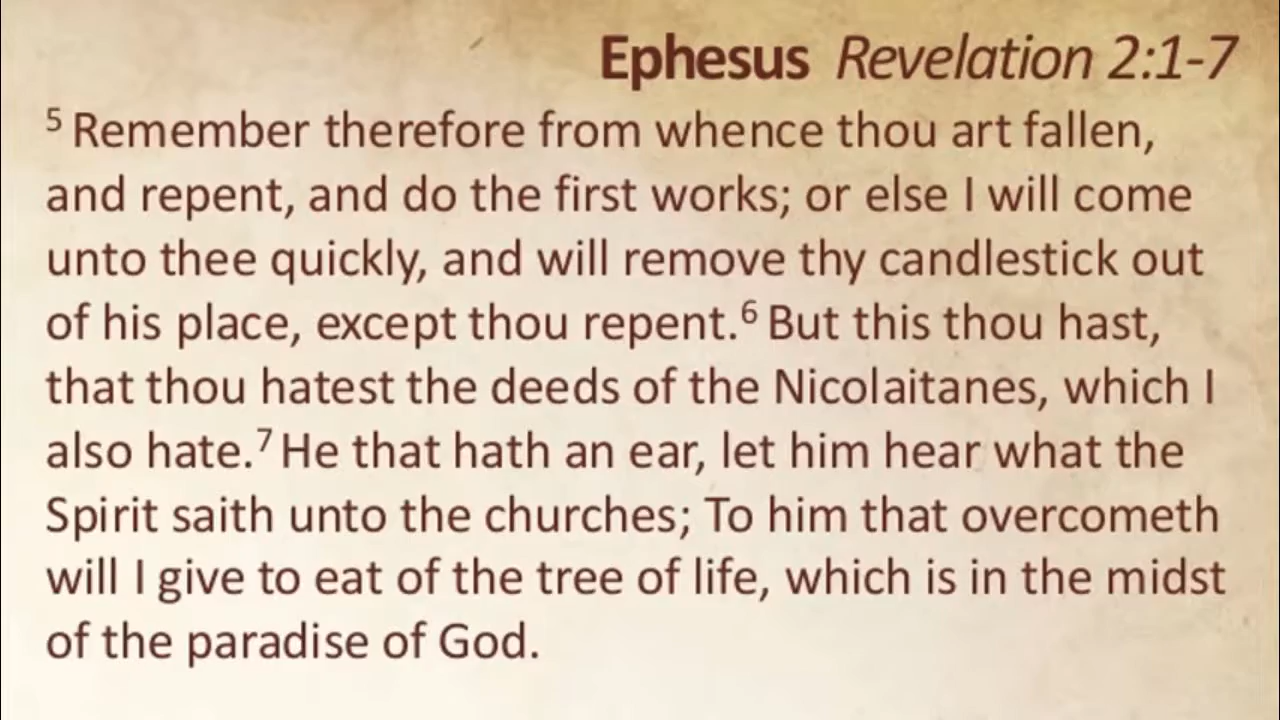 Ephesus Revelation 2:1-7
5 Remember therefore from whence thou art fallen,
and repent, and do the first works; or else I will come
unto thee quickly, and will remove thy candlestick out
of his place, except thou repent.6 But this thou hast,
that thou hatest the deeds of the Nicolaitanes, which I
also hate.7 He that hath an ear, let him hear what the
Spirit saith unto the churches; To him that overcometh
will I give to eat of the tree of life, which is in the midst
of the paradise of God.